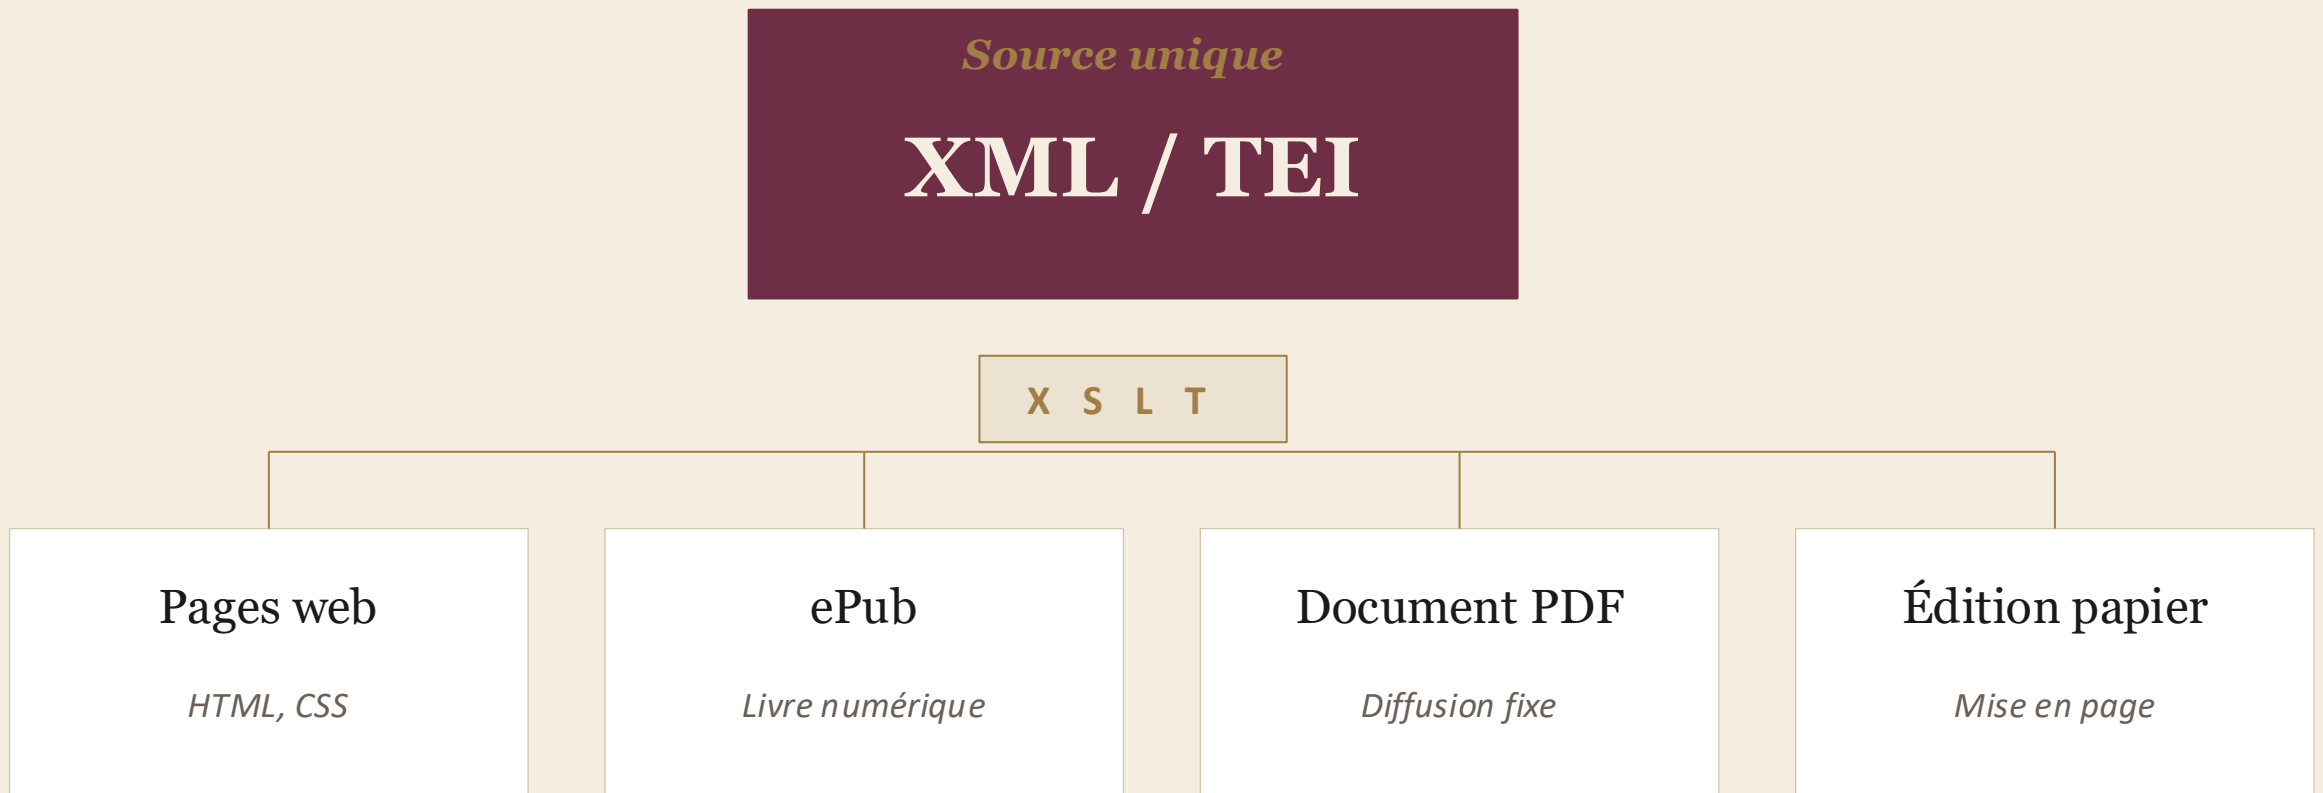 Source unique
XML / TEI
X S L T
Pages web
HTML, CSS
ePub
Livre numérique
Document PDF
Diffusion fixe
Édition papier
Mise en page